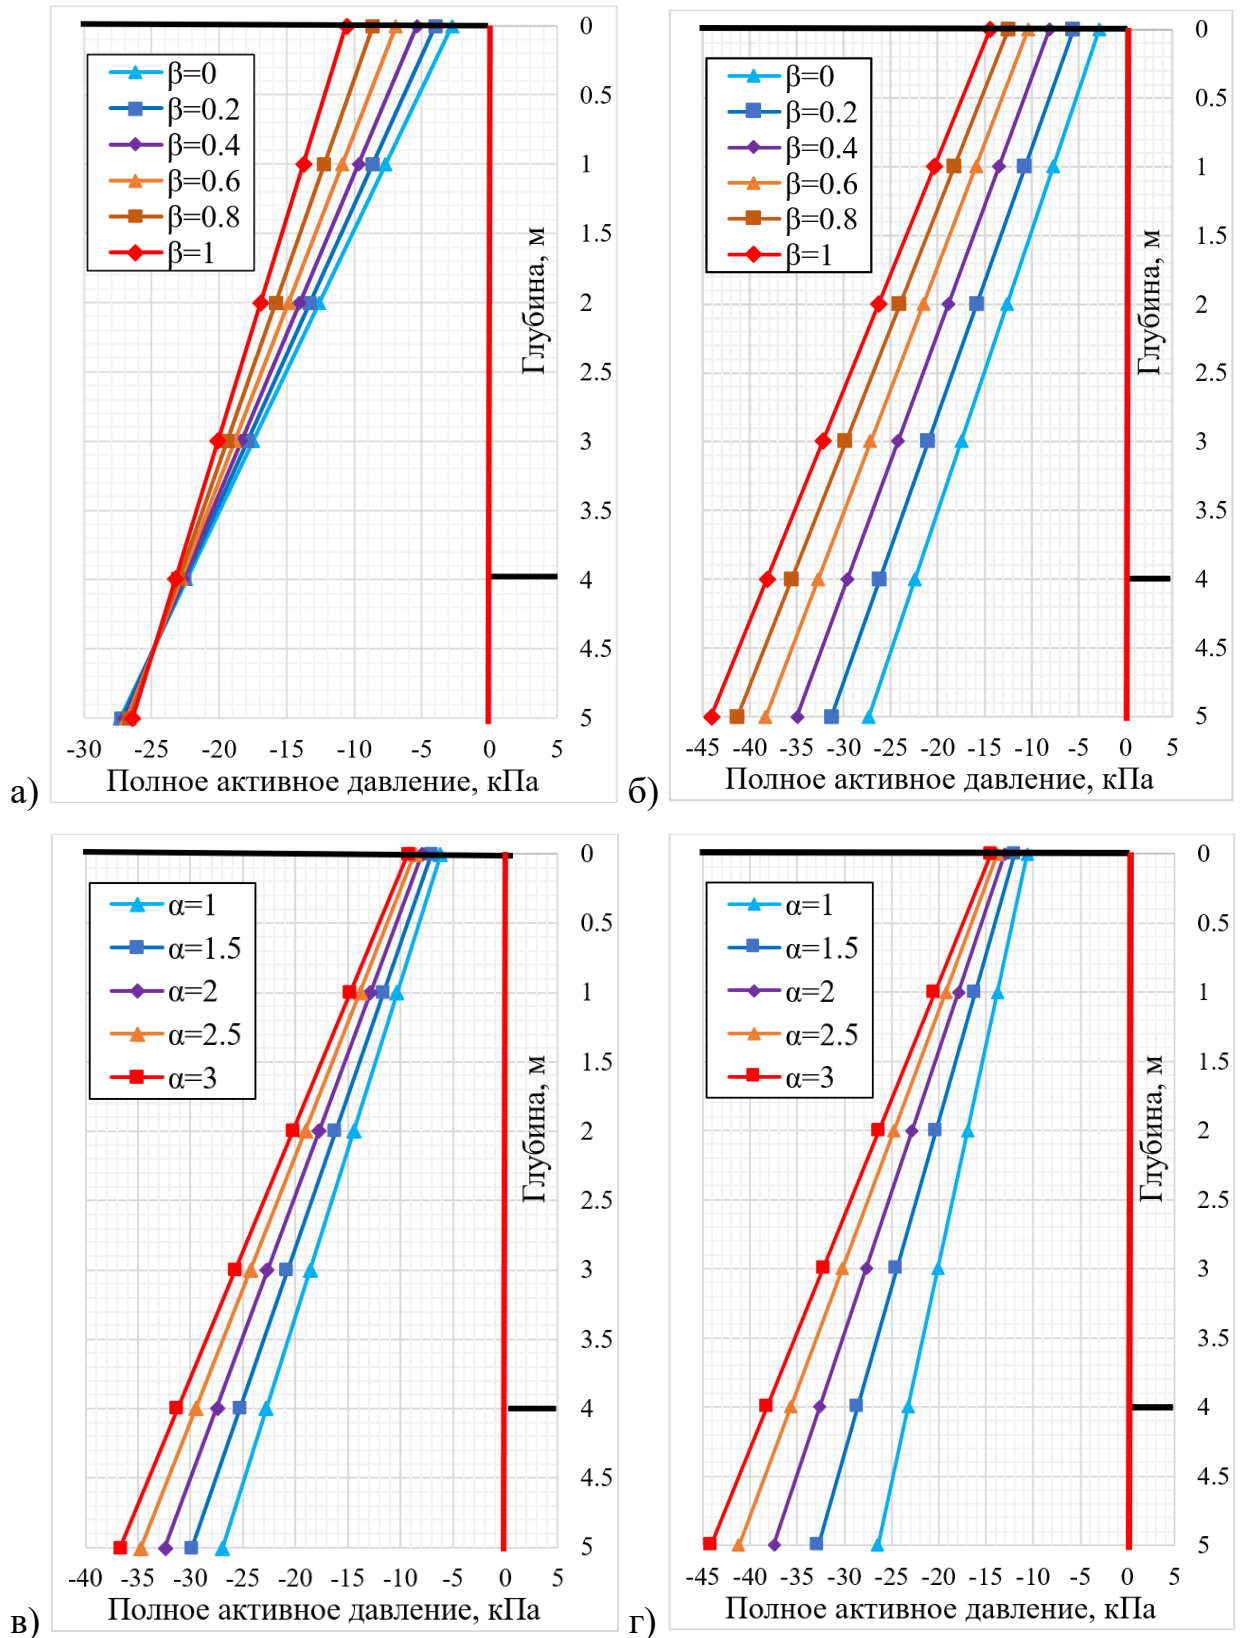 β=0
β=0.2
β=0.4
β=0.6
β=0.8
β=1
0
0.5
1
1.5
2
2.5
3
3.5
4
4.5
5
Глубина, м
-30 -25 -20 -15 -10 -5 0 5
Полное активное давление, кПа
а)
β=0
β=0.2
β=0.4
β=0.6
β=0.8
β=1
0
0.5
1
1.5
2
2.5
3
3.5
4
4.5
5
Глубина, м
-45 -40 -35 -30 -25 -20 -15 -10 -5 0 5
Полное активное давление, кПа
б)
α=1
α=1.5
α=2
α=2.5
α=3
0
0.5
1
1.5
2
2.5
3
3.5
4
4.5
5
Глубина, м
-40 -35 -30 -25 -20 -15 -10 -5 0 5
Полное активное давление, кПа
в)
α=1
α=1.5
α=2
α=2.5
α=3
0
0.5
1
1.5
2
2.5
3
3.5
4
4.5
5
Глубина, м
-45 -40 -35 -30 -25 -20 -15 -10 -5 0 5
Полное активное давление, кПа
г)